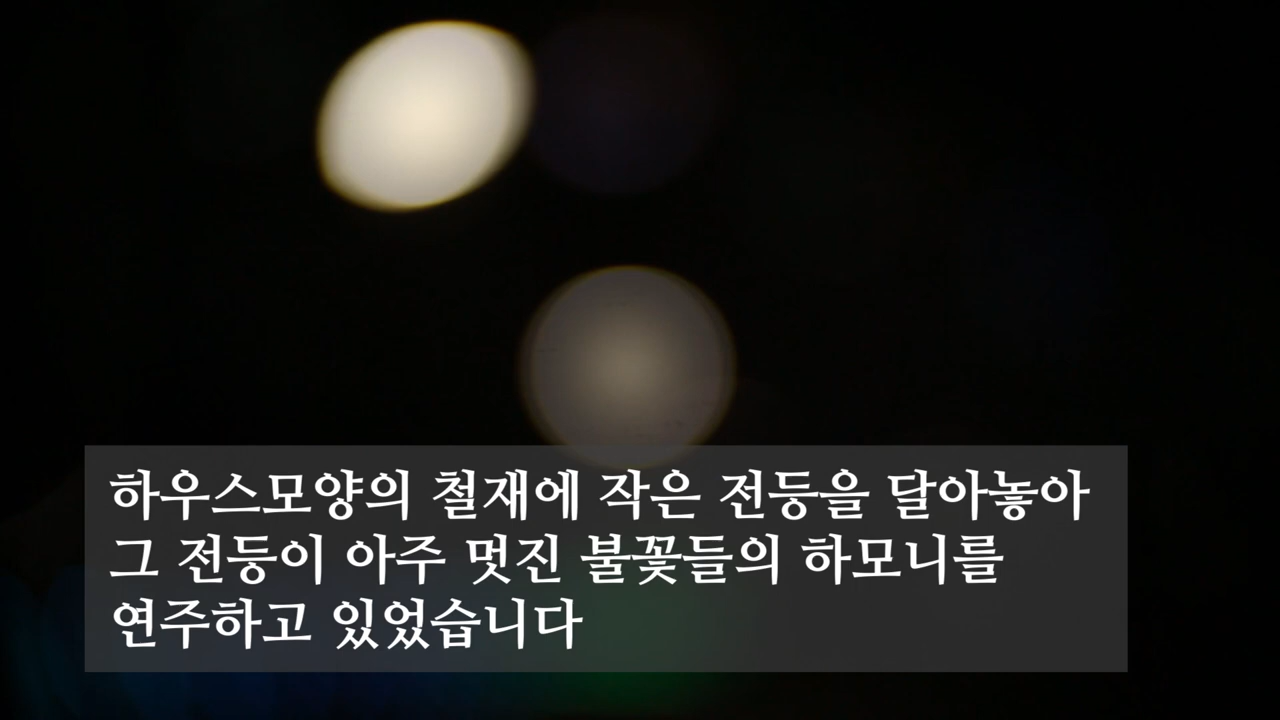 하우스모양의 철재에 작은 전등을 달아놓아
그 전등이 아주 멋진 불꽃들의 하모니를
연주하고 있었습니다